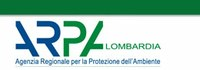 ARPA LOMBARDIA
Agenzia Regionale per la Protezione dell'Ambiente